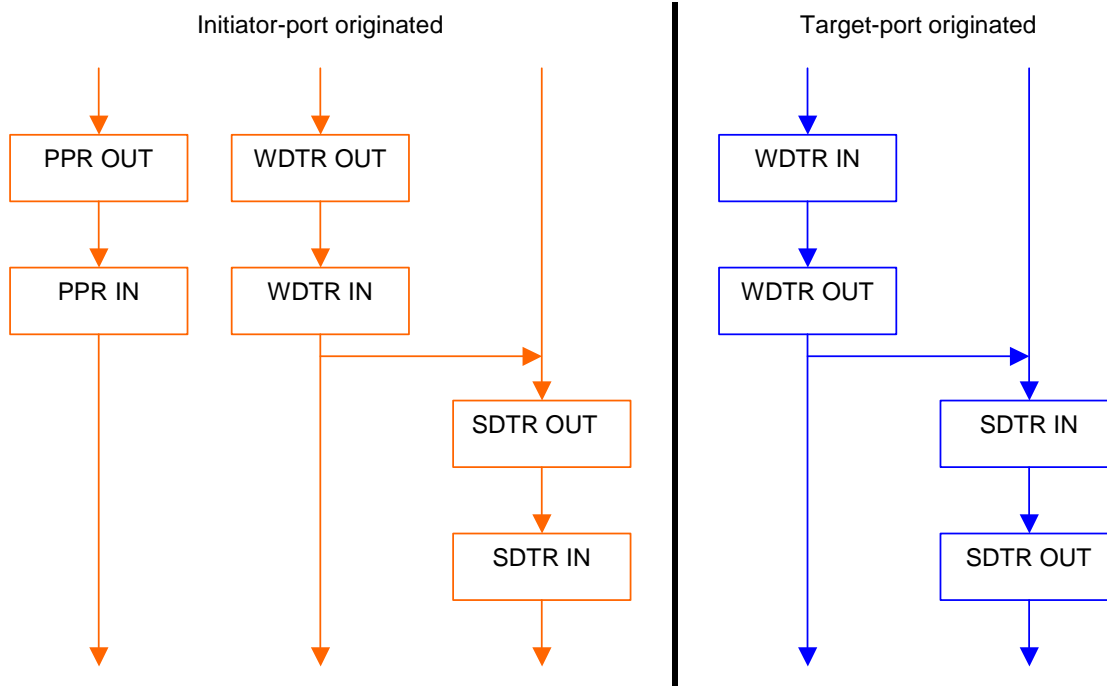 Initiator-port originated
Target-port originated
PPR OUT
WDTR OUT
WDTR IN
PPR IN
WDTR IN
WDTR OUT
SDTR OUT
SDTR IN
SDTR IN
SDTR OUT